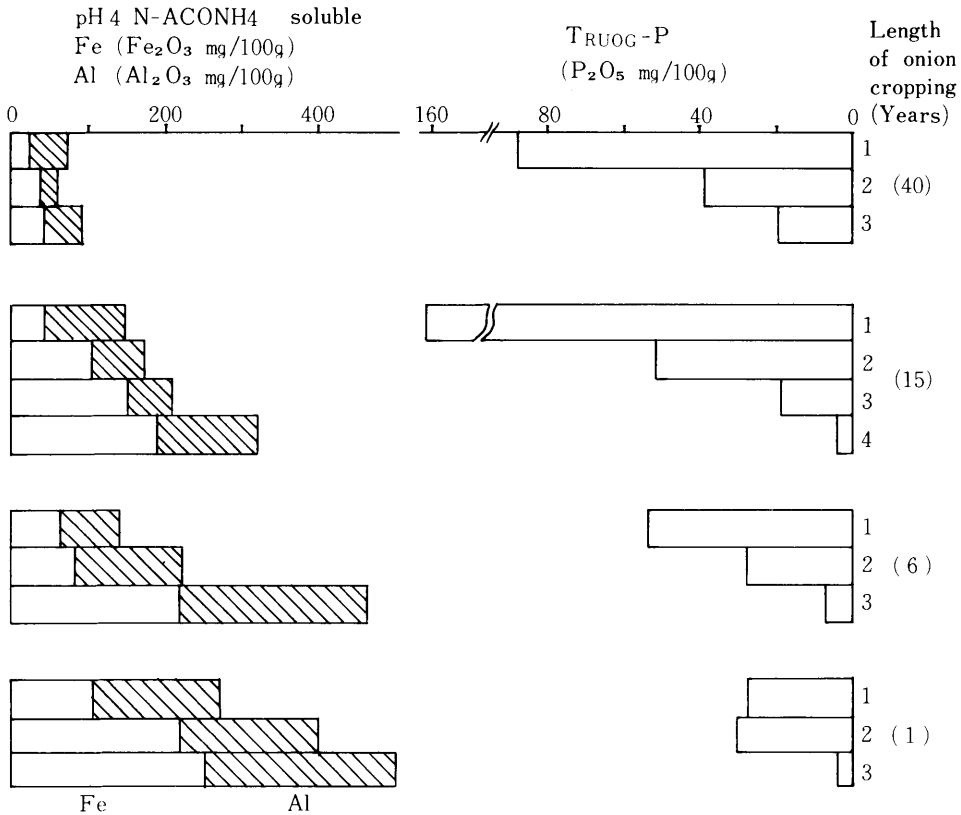 pH 4 N-ACONH4 soluble
Fe (Fe₂O₃ mg/100g)
Al (Al₂O₃ mg/100g)
TRUOG-P
(P₂O₅ mg/100g)
Length
of onion
cropping
(Years)
0 200 400 160 80 40 0
1
2 (40)
3
1
2
(15)
3
4
1
2 (6)
3
1
2 (1)
3
Fe Al